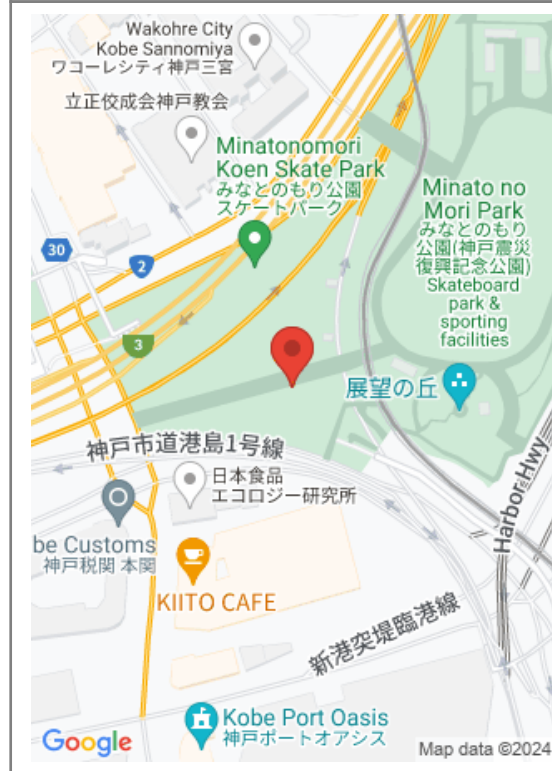 Wakohre City
Kobe Sannomiya
ワコーレシティ神戸三宮
立正佼成会神戸教会
Minatonomori
Koen Skate Park
みなとのもり公園
スケートパーク
Minato no
Mori Park
みなとのもり
公園(神戸震災
復興記念公園)
Skateboard
park &
sporting
facilities
30
2
3
展望の丘
神戸市道港島1号線
日本食品
エコロジー研究所
Harbor Hwy
be Customs
神戸税関 本関
KIITO CAFE
新港突堤臨港線
Kobe Port Oasis
神戸ポートオアシス
Google
Map data ©2024